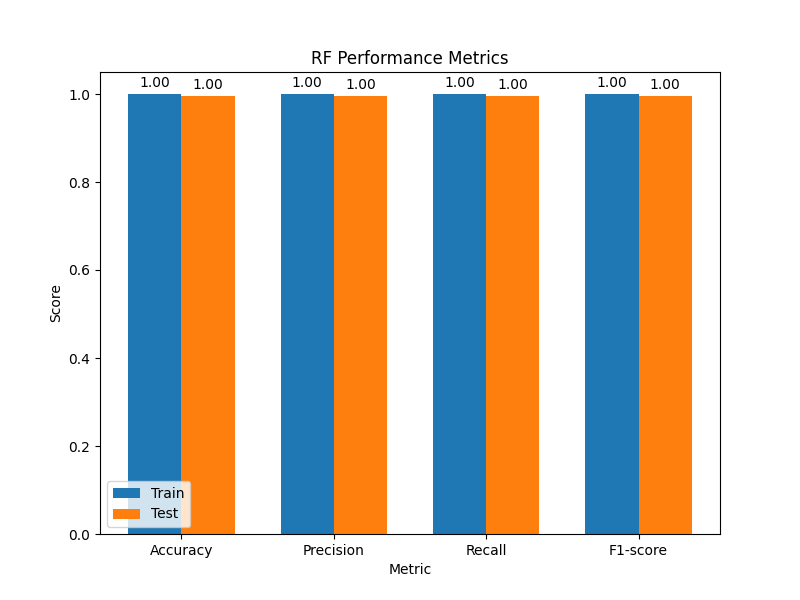 RF Performance Metrics
1.00 1.00 1.00 1.00 1.00 1.00 1.00 1.00
1.0
0.8
0.6
0.4
0.2
0.0
Score
Train
Test
Accuracy Precision Recall F1-score
Metric